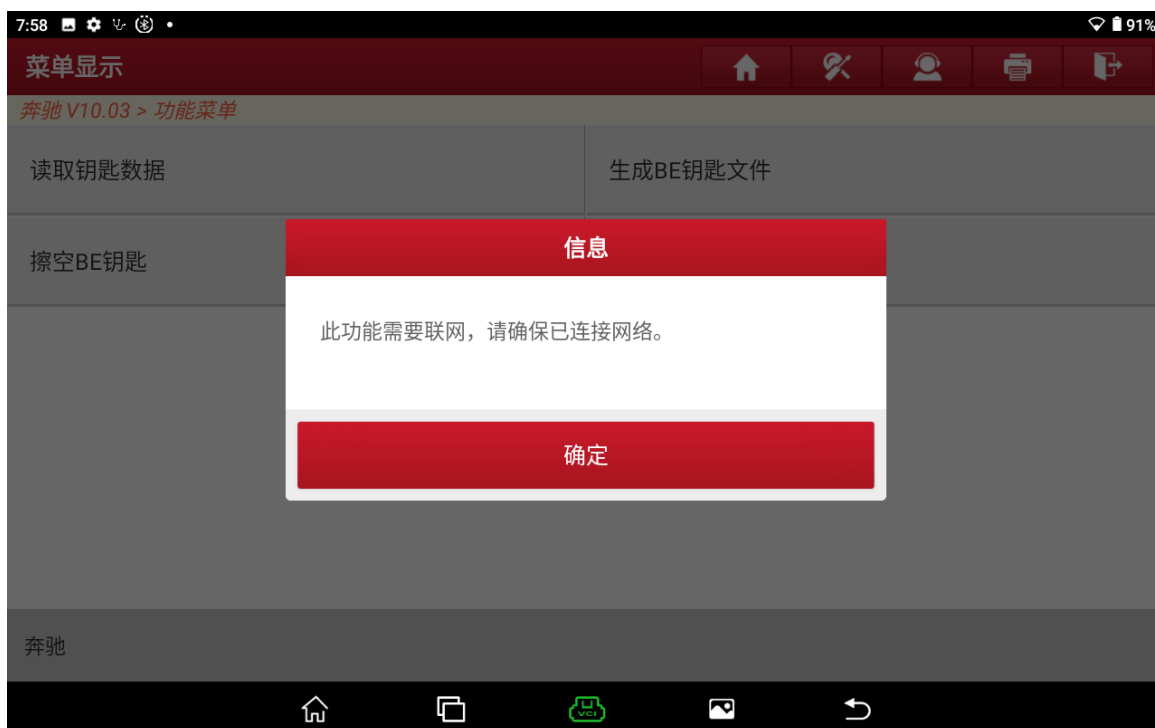 7:58
91%
菜单显示
奔驰 V10.03 > 功能菜单
读取钥匙数据
生成BE钥匙文件
擦空BE钥匙
信息
此功能需要联网，请确保已连接网络。
确定
奔驰
VCI